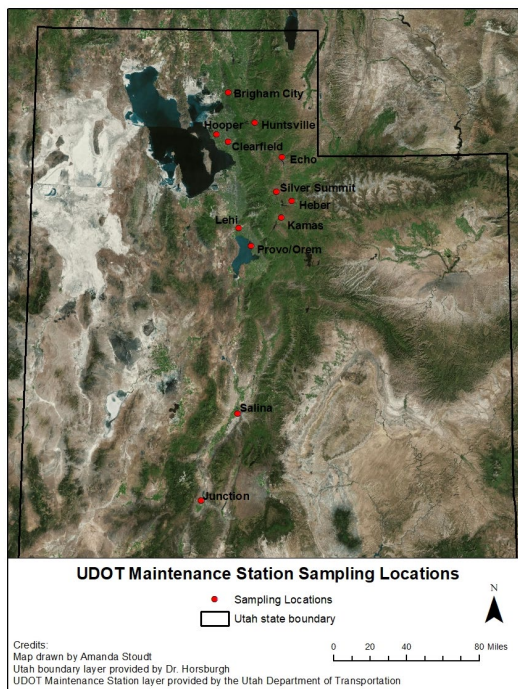 Brigham City
Hooper
Huntsville
Clearfield
Echo
Silver Summit
Heber
Lehi
Kamas
Provo/Orem
Salina
Junction
UDOT Maintenance Station Sampling Locations
Sampling Locations
Utah state boundary
N
Credits:
Map drawn by Amanda Stoudt
Utah boundary layer provided by Dr. Horsburgh
UDOT Maintenance Station layer provided by the Utah Department of Transportation
0 20 40 80 Miles